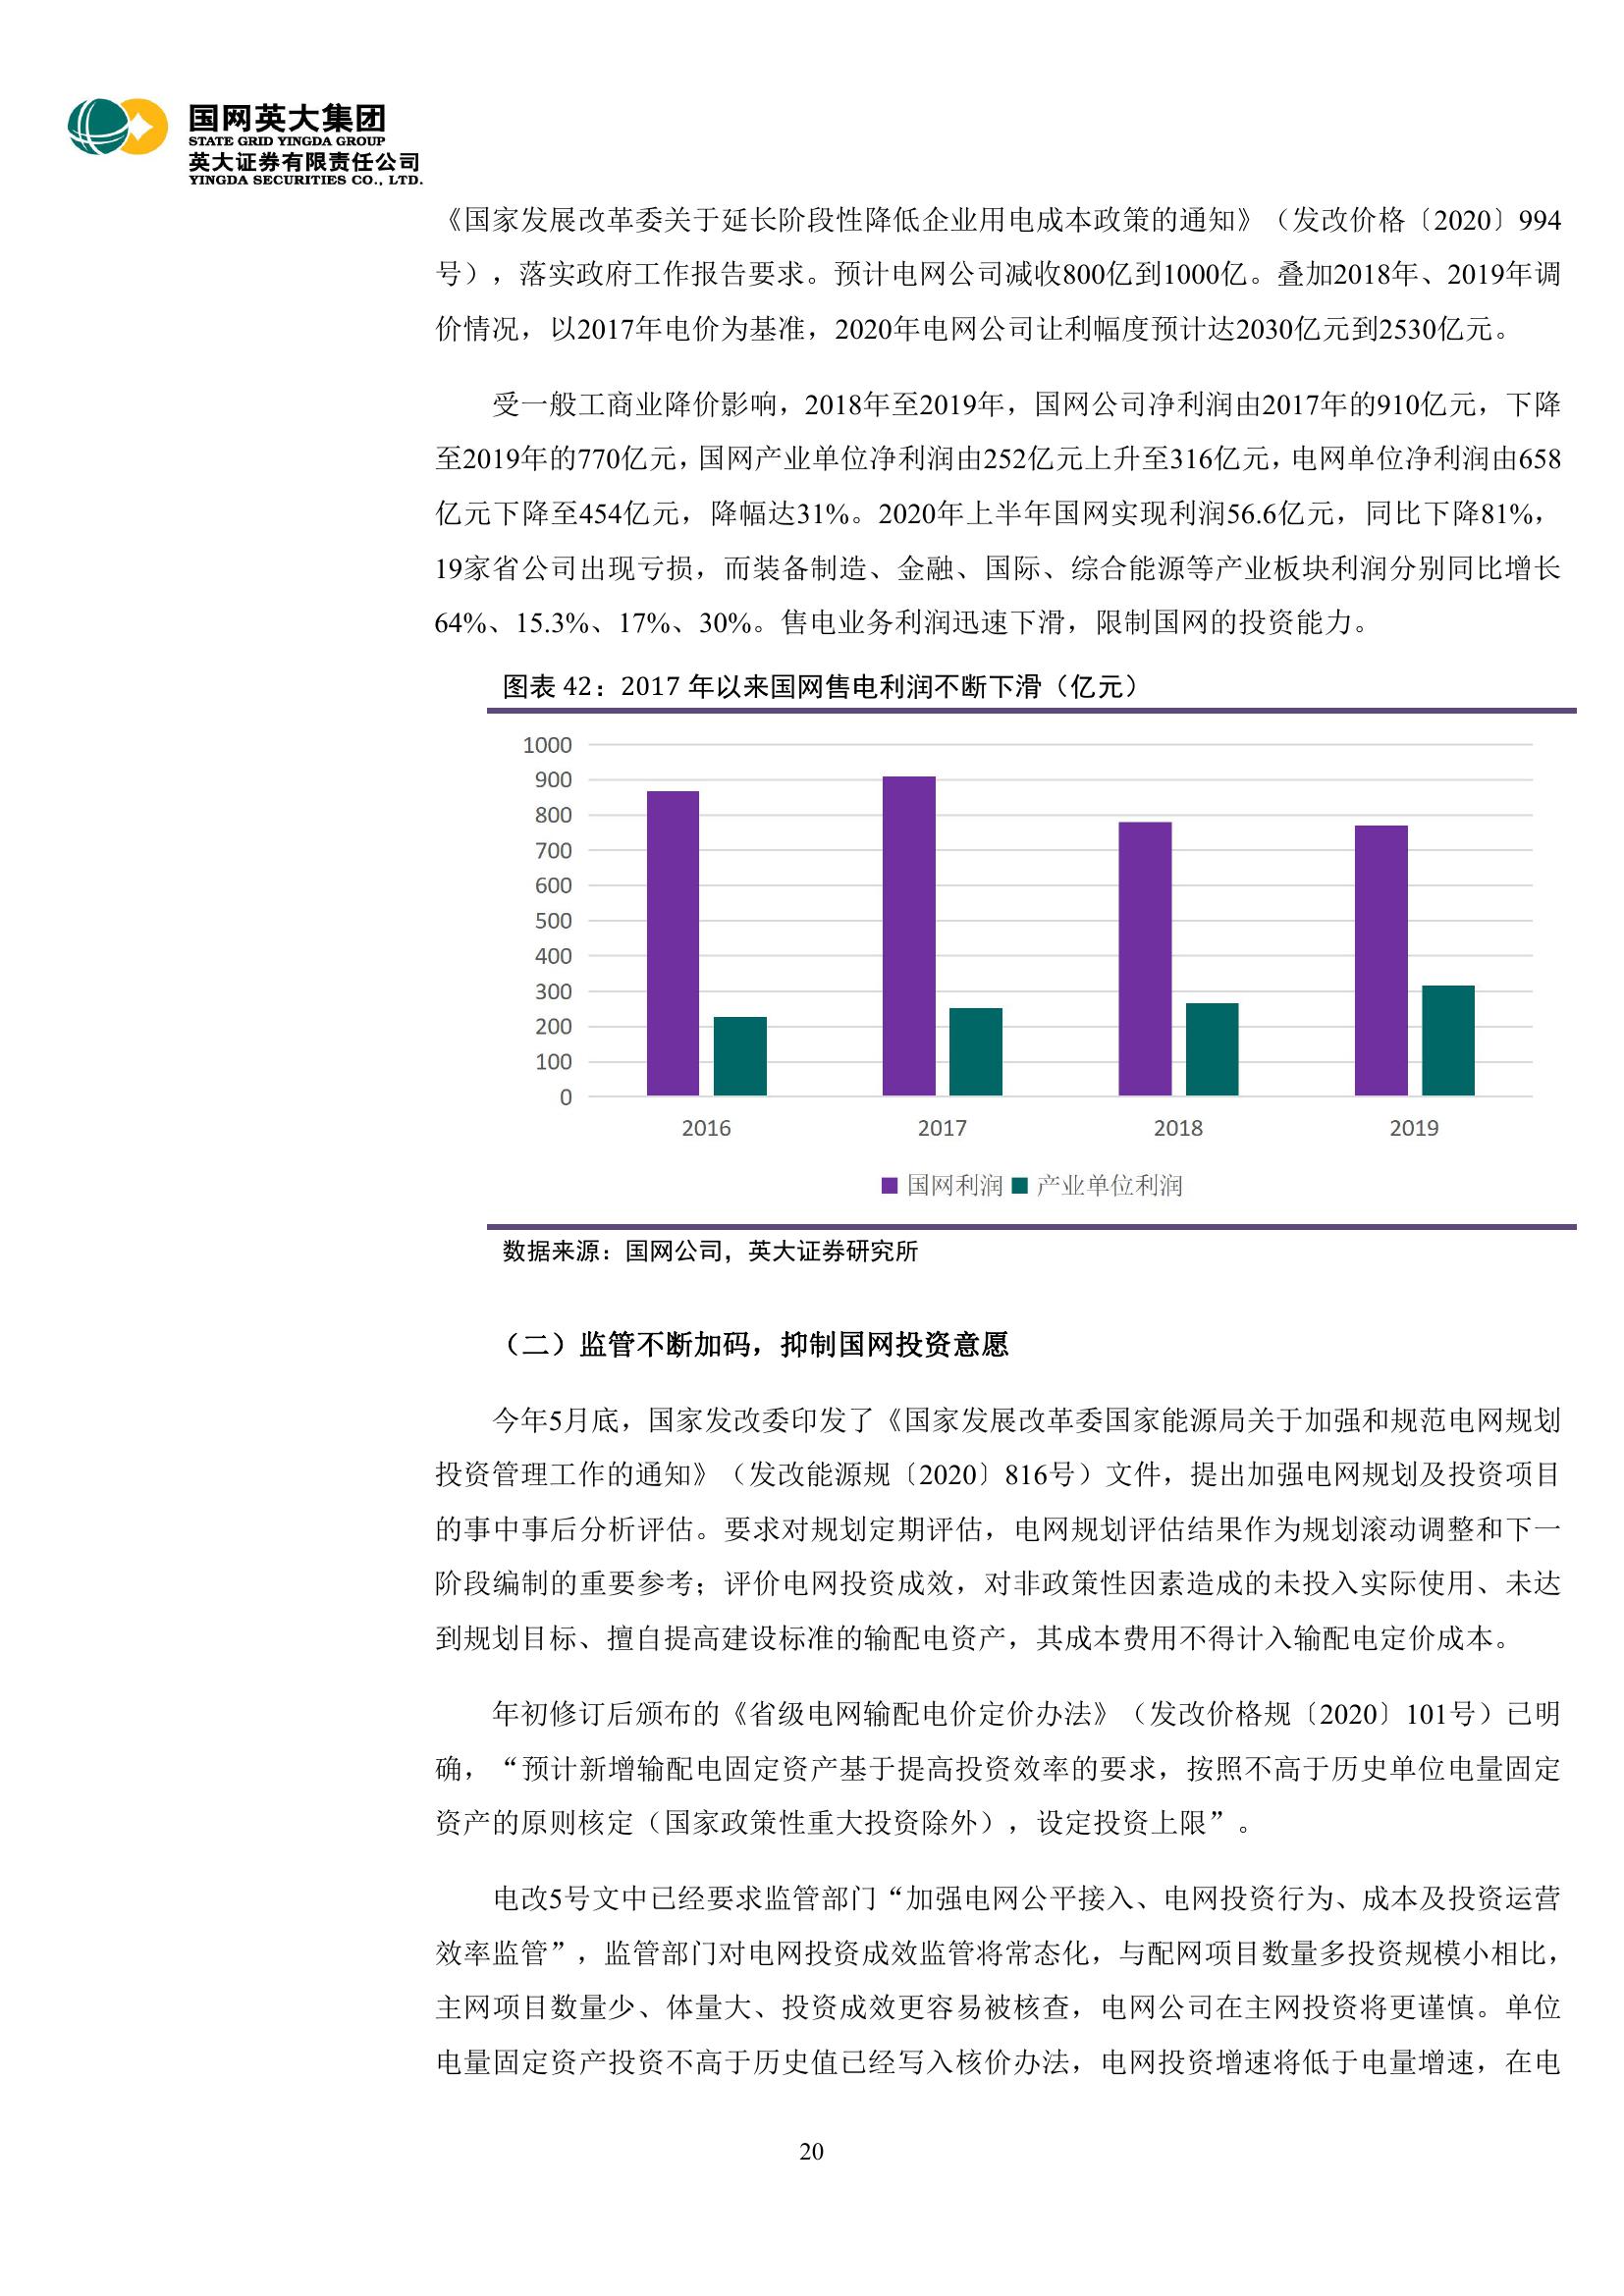 国网英大集团
STATE GRID YINGDA GROUP
英大证券有限责任公司
YINGDA SECURITIES CO., LTD.
《国家发展改革委关于延长阶段性降低企业用电成本政策的通知》（发改价格〔2020〕994
号），落实政府工作报告要求。预计电网公司减收800亿到1000亿。叠加2018年、2019年调
价情况，以2017年电价为基准，2020年电网公司让利幅度预计达2030亿元到2530亿元。
受一般工商业降价影响，2018年至2019年，国网公司净利润由2017年的910亿元，下降
至2019年的770亿元，国网产业单位净利润由252亿元上升至316亿元，电网单位净利润由658
亿元下降至454亿元，降幅达31%。2020年上半年国网实现利润56.6亿元，同比下降81%，
19家省公司出现亏损，而装备制造、金融、国际、综合能源等产业板块利润分别同比增长
64%、15.3%、17%、30%。售电业务利润迅速下滑，限制国网的投资能力。
图表 42：2017 年以来国网售电利润不断下滑（亿元）
1000
900
800
700
600
500
400
300
200
100
0
2016 2017 2018 2019
国网利润 产业单位利润
数据来源：国网公司，英大证券研究所
（二）监管不断加码，抑制国网投资意愿
今年5月底，国家发改委印发了《国家发展改革委国家能源局关于加强和规范电网规划
投资管理工作的通知》（发改能源规〔2020〕816号）文件，提出加强电网规划及投资项目
的事中事后分析评估。要求对规划定期评估，电网规划评估结果作为规划滚动调整和下一
阶段编制的重要参考；评价电网投资成效，对非政策性因素造成的未投入实际使用、未达
到规划目标、擅自提高建设标准的输配电资产，其成本费用不得计入输配电定价成本。
年初修订后颁布的《省级电网输配电价定价办法》（发改价格规〔2020〕101号）已明
确，“预计新增输配电固定资产基于提高投资效率的要求，按照不高于历史单位电量固定
资产的原则核定（国家政策性重大投资除外），设定投资上限”。
电改5号文中已经要求监管部门“加强电网公平接入、电网投资行为、成本及投资运营
效率监管”，监管部门对电网投资成效监管将常态化，与配网项目数量多投资规模小相比，
主网项目数量少、体量大、投资成效更容易被核查，电网公司在主网投资将更谨慎。单位
电量固定资产投资不高于历史值已经写入核价办法，电网投资增速将低于电量增速，在电
20